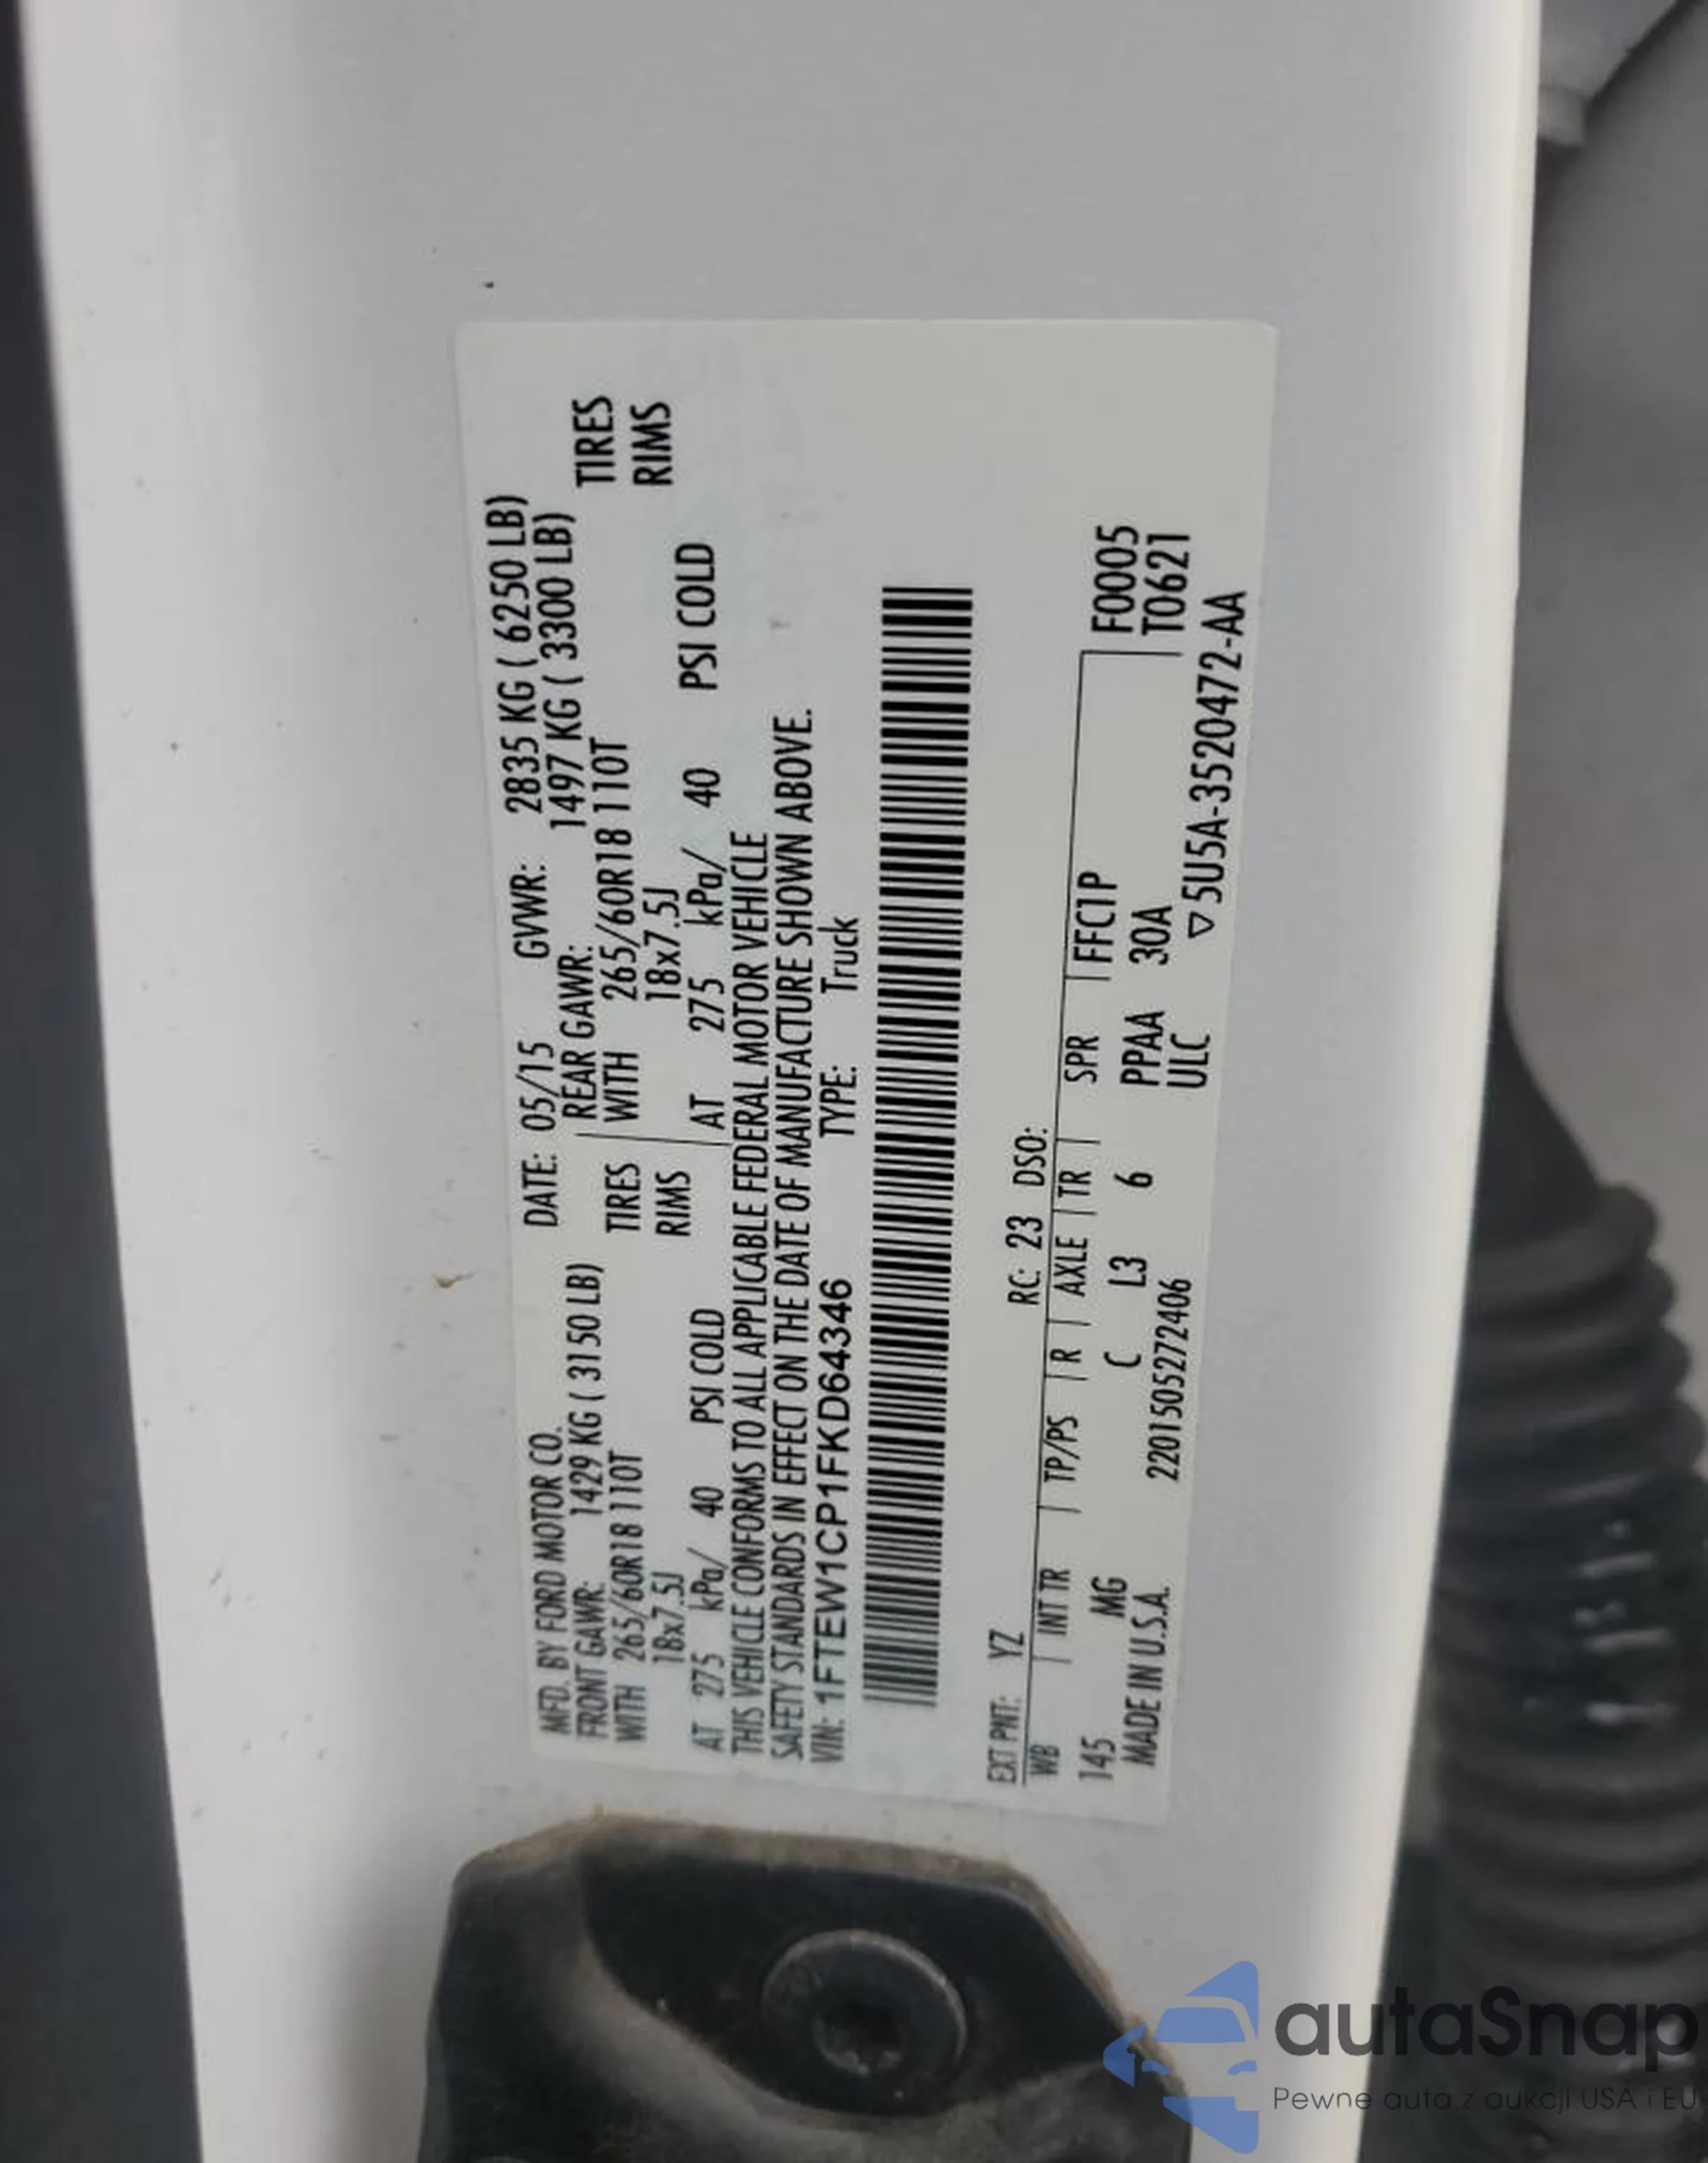 MFD. BY FORD MOTOR CO. DATE: 05/15 GVWR: 2835 KG ( 6250 LB)
FRONT GAWR: 1429 KG ( 3150 LB) REAR GAWR: 1497 KG ( 3300 LB)
WITH 265/60R18 110T TIRES WITH 265/60R18 110T TIRES
18x7.5J RIMS 18x7.5J RIMS
AT 275 kPa/ 40 PSI COLD AT 275 kPa/ 40 PSI COLD
THIS VEHICLE CONFORMS TO ALL APPLICABLE FEDERAL MOTOR VEHICLE
SAFETY STANDARDS IN EFFECT ON THE DATE OF MANUFACTURE SHOWN ABOVE.
VIN: 1FTEW1CP1FKD64346 TYPE: Truck
EXT PNT: YZ RC: 23 DSO:
WB INT TR TP/PS R AXLE TR SPR FFC1P F0005
145 MG C L3 6 PPAA 30A T0621
MADE IN U.S.A. 2201505272406 ULC ▽5U5A-3520472-AA
autaSnap
Pewne auta z aukcji USA i EU